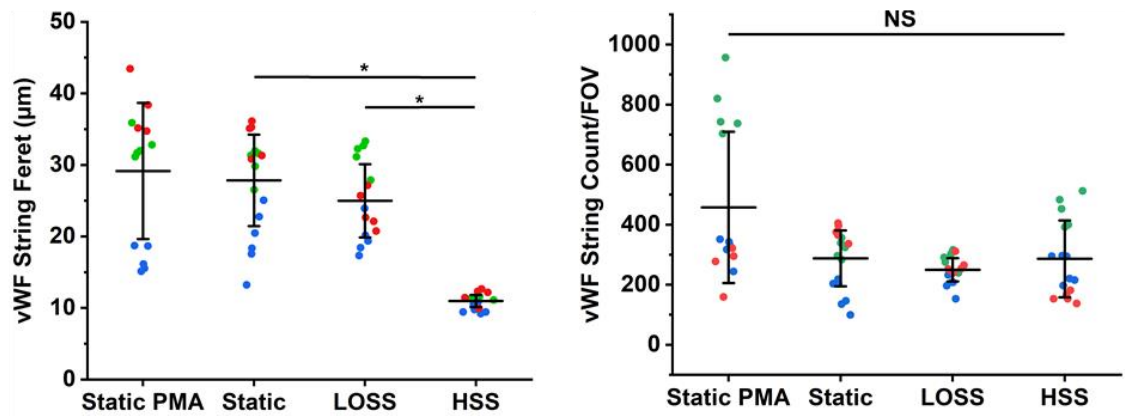 vWF String Feret (µm)
50
40
30
20
10
0
*
*
Static PMA Static LOSS HSS
vWF String Count/FOV
1000
800
600
400
200
0
NS
Static PMA Static LOSS HSS